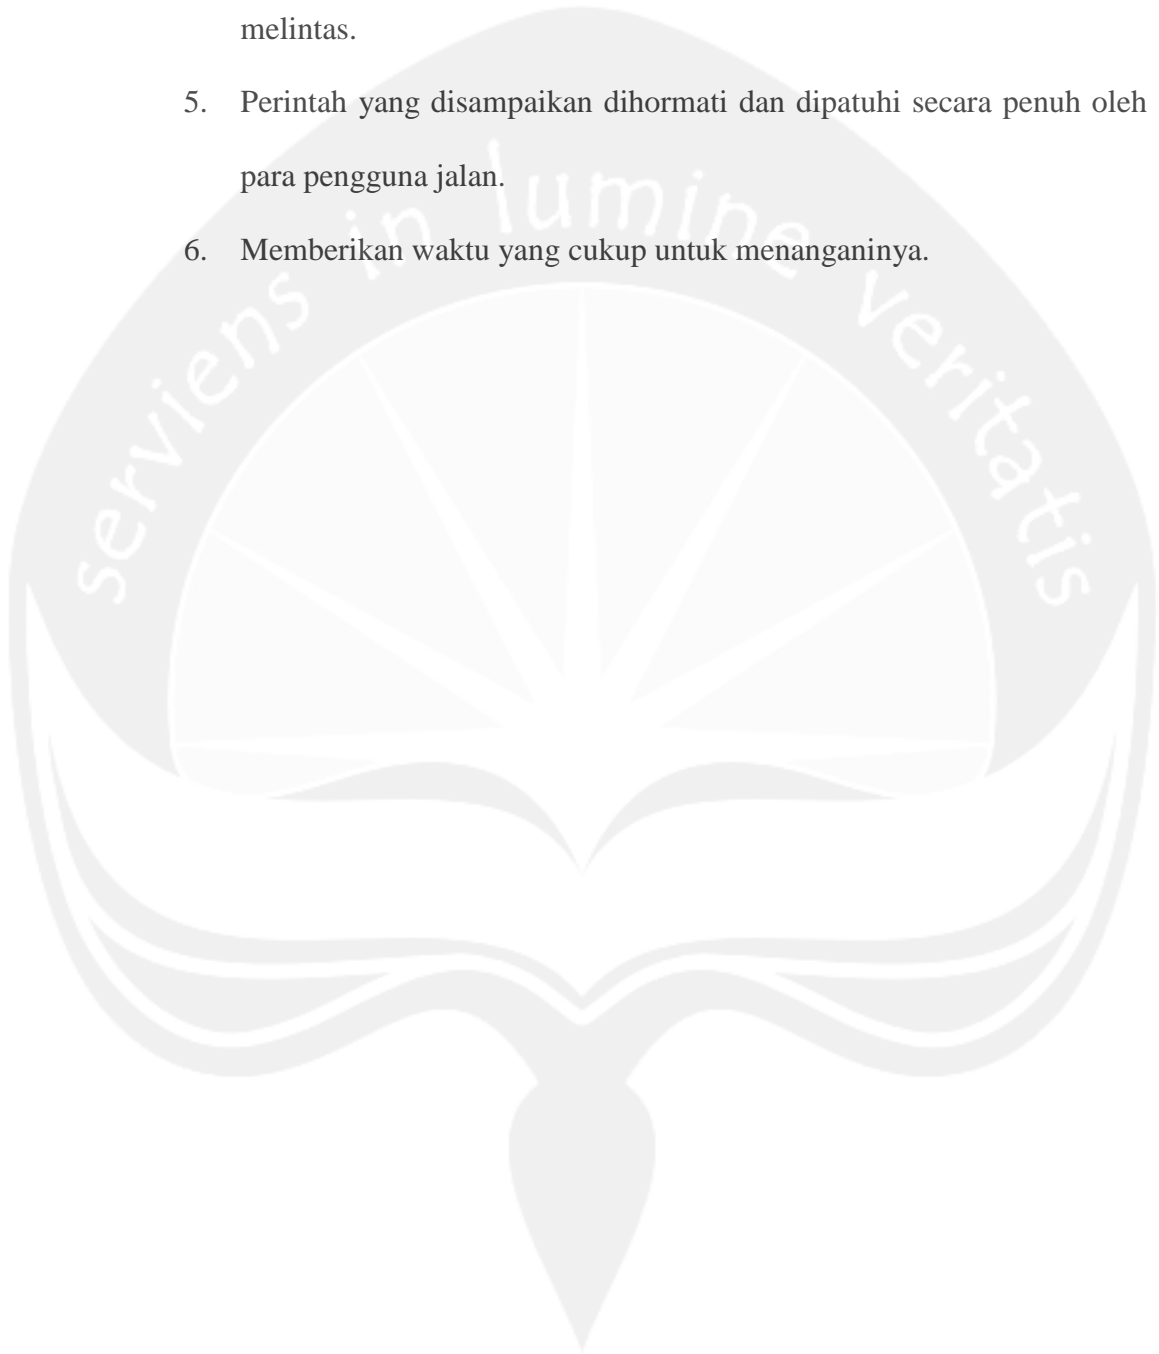 melintas.
5. Perintah yang disampaikan dihormati dan dipatuhi secara penuh oleh
para pengguna jalan.
6. Memberikan waktu yang cukup untuk menanganinya.
serviens in lumine veritatis